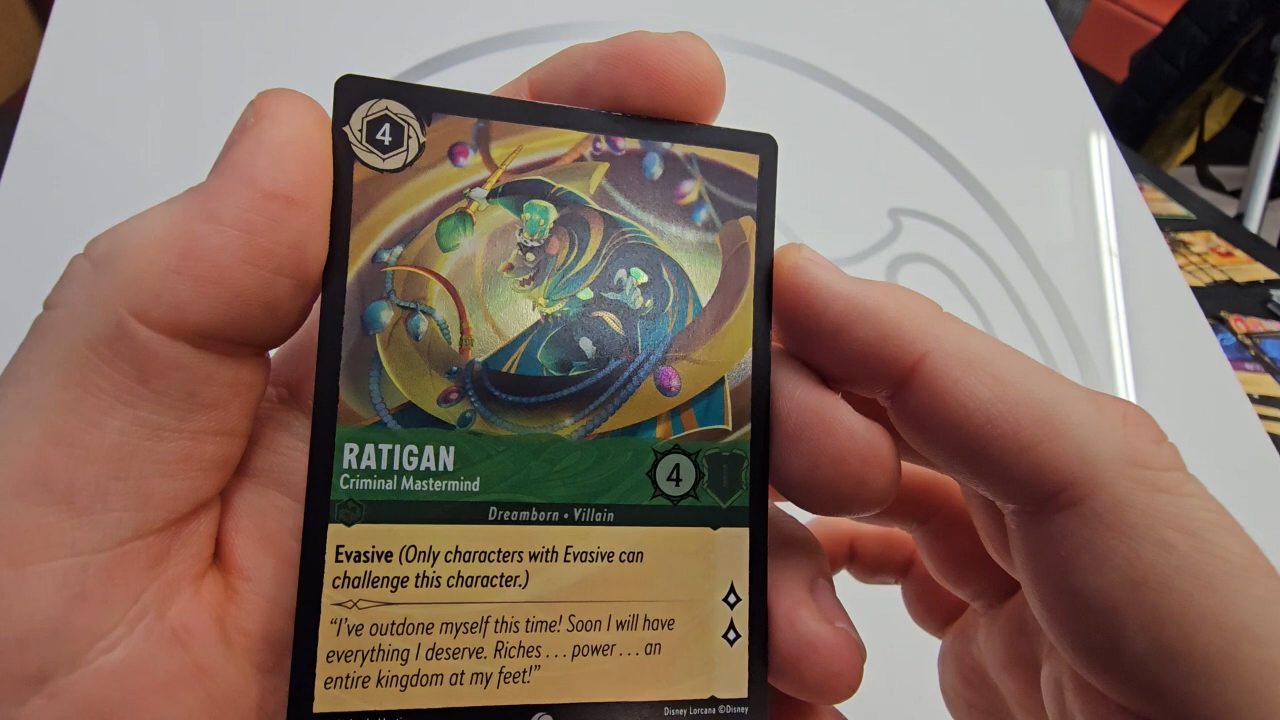 4
RATIGAN
Criminal Mastermind
4
Dreamborn • Villain
Evasive (Only characters with Evasive can
challenge this character.)
“I’ve outdone myself this time! Soon I will have
everything I deserve. Riches . . . power . . . an
entire kingdom at my feet!”
Disney Lorcana ©Disney